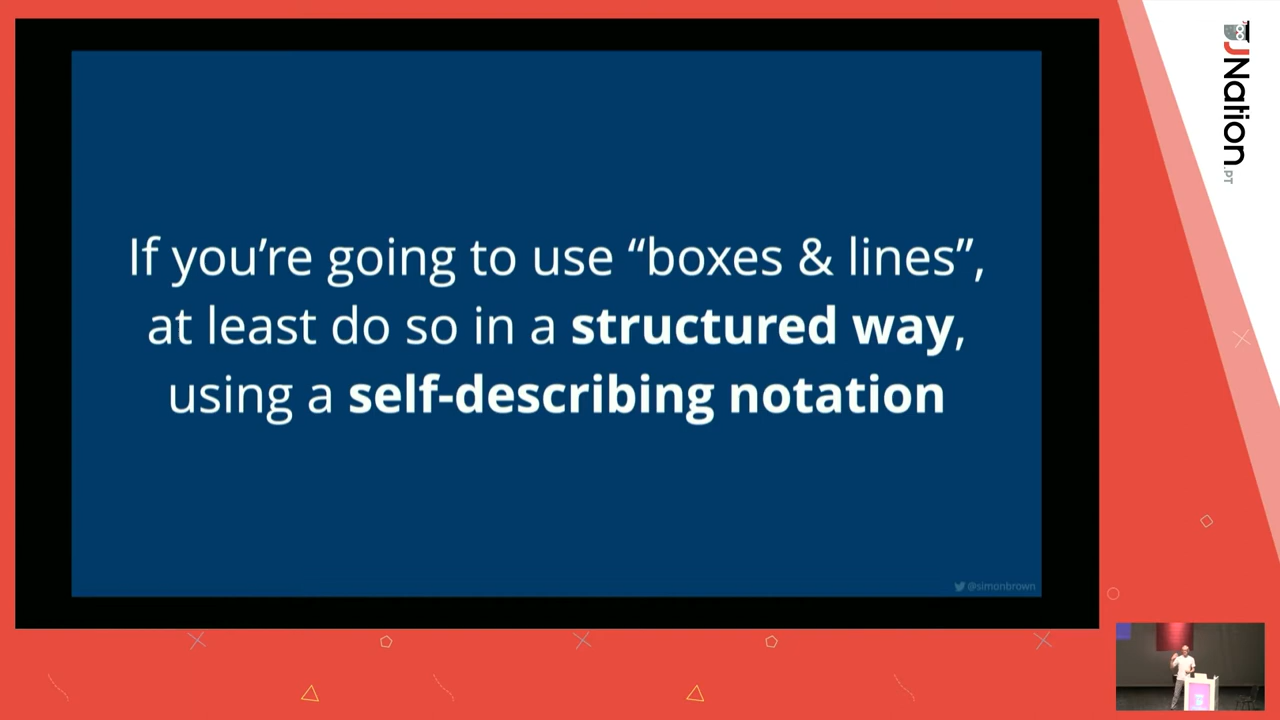 If you're going to use “boxes & lines”,
at least do so in a structured way,
using a self-describing notation
@simonbrown
JNation
.PT